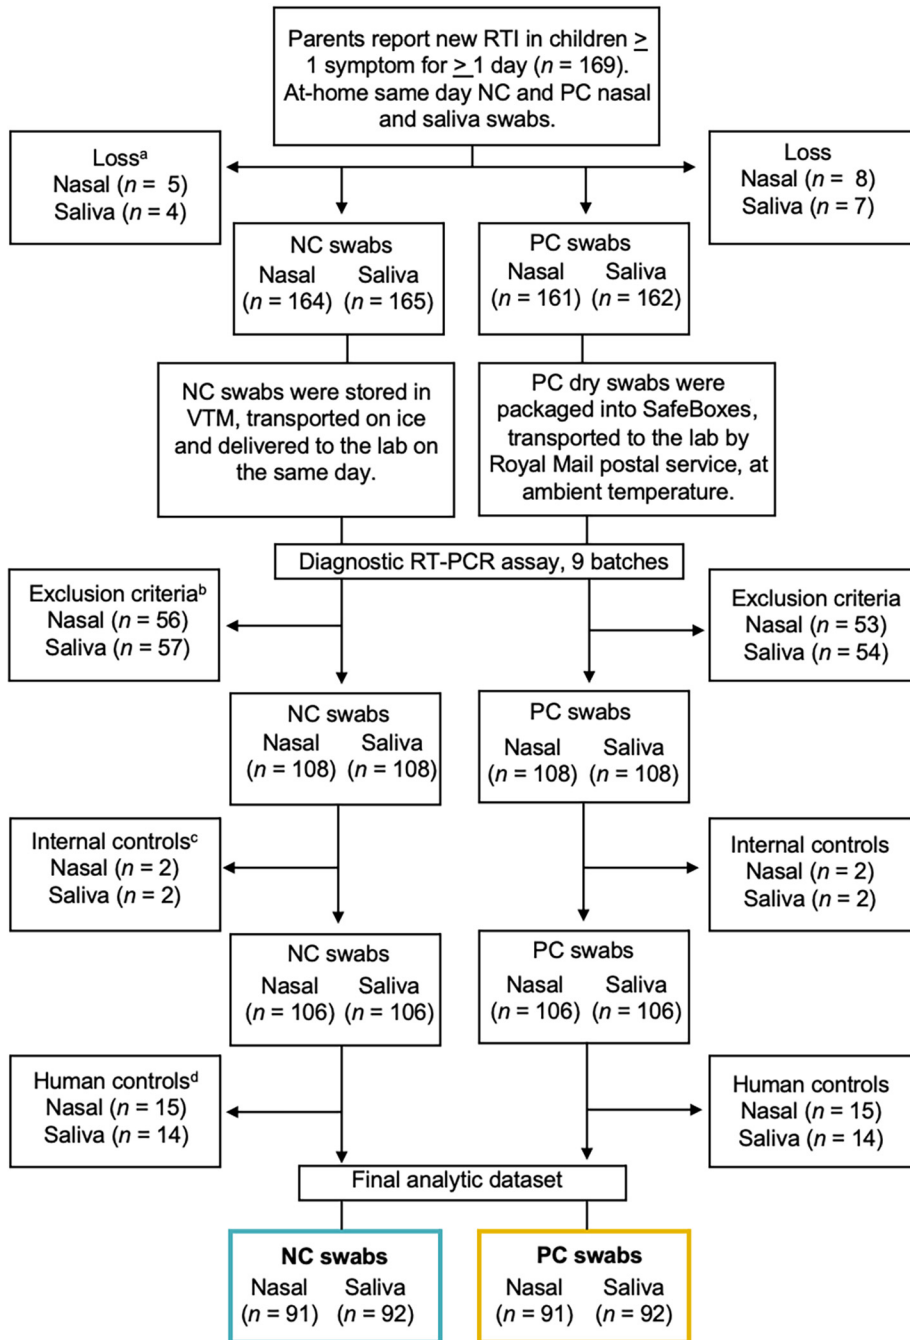 Parents report new RTI in children ≥
1 symptom for ≥ 1 day (n = 169).
At-home same day NC and PC nasal
and saliva swabs.
Lossᵃ
Nasal (n = 5)
Saliva (n = 4)
Loss
Nasal (n = 8)
Saliva (n = 7)
NC swabs
Nasal Saliva
(n = 164) (n = 165)
PC swabs
Nasal Saliva
(n = 161) (n = 162)
NC swabs were stored in
VTM, transported on ice
and delivered to the lab on
the same day.
PC dry swabs were
packaged into SafeBoxes,
transported to the lab by
Royal Mail postal service, at
ambient temperature.
Diagnostic RT-PCR assay, 9 batches
Exclusion criteriaᵇ
Nasal (n = 56)
Saliva (n = 57)
Exclusion criteria
Nasal (n = 53)
Saliva (n = 54)
NC swabs
Nasal Saliva
(n = 108) (n = 108)
PC swabs
Nasal Saliva
(n = 108) (n = 108)
Internal controlsᶜ
Nasal (n = 2)
Saliva (n = 2)
Internal controls
Nasal (n = 2)
Saliva (n = 2)
NC swabs
Nasal Saliva
(n = 106) (n = 106)
PC swabs
Nasal Saliva
(n = 106) (n = 106)
Human controlsᵈ
Nasal (n = 15)
Saliva (n = 14)
Human controls
Nasal (n = 15)
Saliva (n = 14)
Final analytic dataset
NC swabs
Nasal Saliva
(n = 91) (n = 92)
PC swabs
Nasal Saliva
(n = 91) (n = 92)